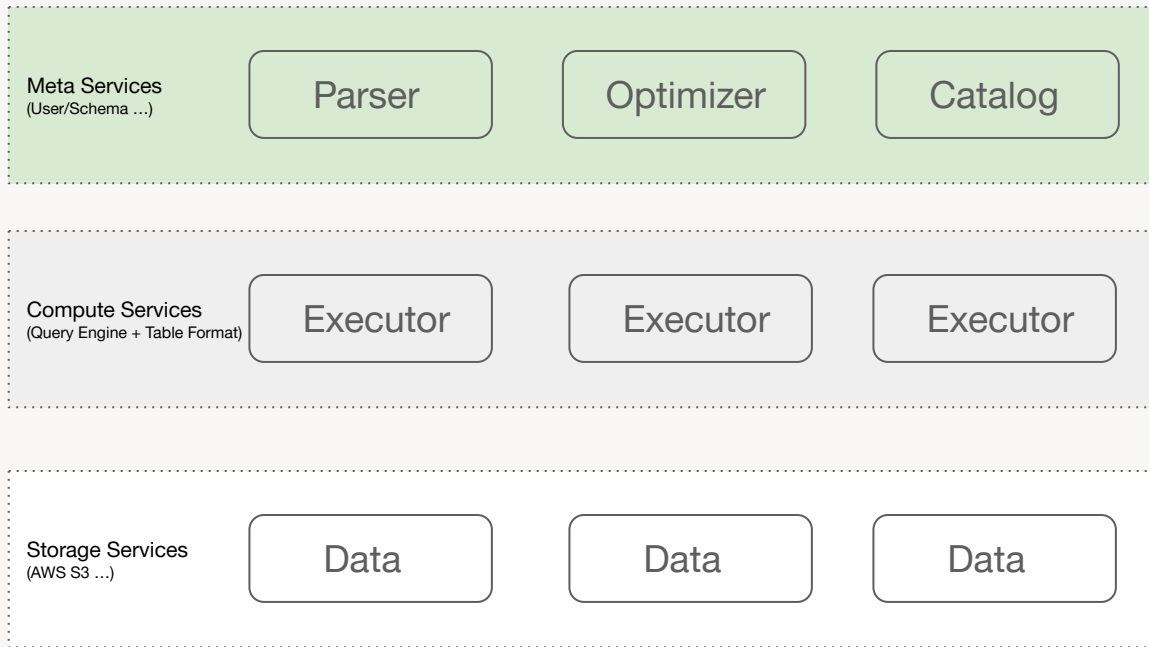 Meta Services
(User/Schema …)
Parser
Optimizer
Catalog
Compute Services
(Query Engine + Table Format)
Executor
Executor
Executor
Storage Services
(AWS S3 …)
Data
Data
Data